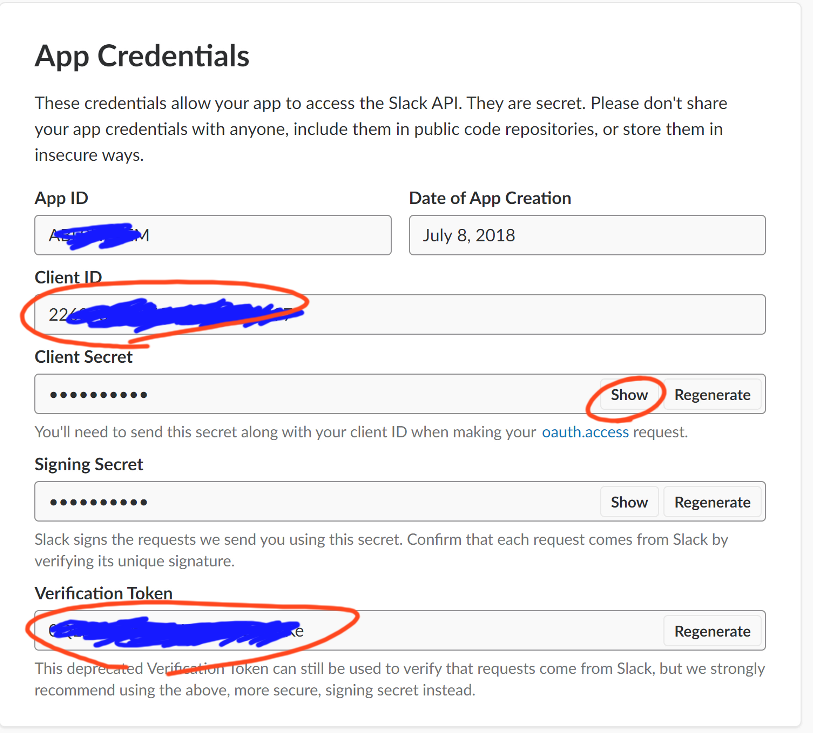 App Credentials
These credentials allow your app to access the Slack API. They are secret. Please don't share
your app credentials with anyone, include them in public code repositories, or store them in
insecure ways.
App ID
Date of App Creation
July 8, 2018
Client ID
Client Secret
••••••••••
Show
Regenerate
You'll need to send this secret along with your client ID when making your oauth.access request.
Signing Secret
••••••••••
Show
Regenerate
Slack signs the requests we send you using this secret. Confirm that each request comes from Slack by
verifying its unique signature.
Verification Token
Regenerate
This deprecated Verification Token can still be used to verify that requests come from Slack, but we strongly
recommend using the above, more secure, signing secret instead.